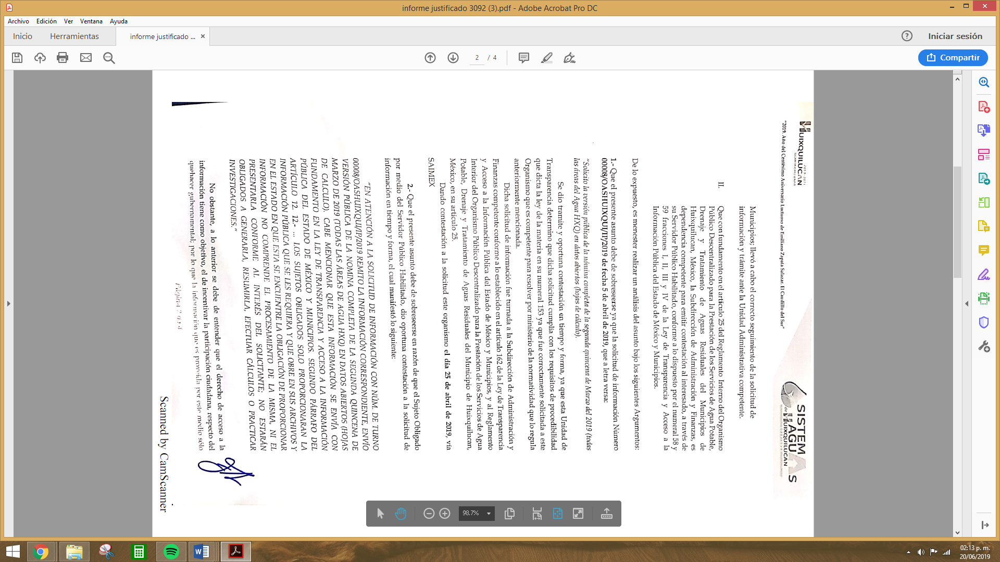 informe justificado 3092 (3).pdf - Adobe Acrobat Pro DC
Archivo Edición Ver Ventana Ayuda
Inicio Herramientas informe justificado ... ×
Iniciar sesión
2 / 4
Compartir
HUIXQUILUCAN
2019-2021
"2019. Año del Centésimo Aniversario Luctuoso de Emiliano Zapata Salazar. El Caudillo del Sur"
SISTEMA
AGUAS
de HUIXQUILUCAN
Municipios; llevó a cabo el correcto seguimiento de la solicitud de
información y trámite ante la Unidad Administrativa competente.
II. Que con fundamento en el artículo 25 del Reglamento Interno del Organismo
Público Descentralizado para la Prestación de los Servicios de Agua Potable,
Drenaje y Tratamiento de Aguas Residuales del Municipios de
Huixquilucan, México, la Subdirección de Administración y Finanzas, es
dependencia competente para emitir contestación al interesado, a través de
su Servidor Público Habilitado, conforme a lo dispuesto por el numeral 58 y
59 fracciones I, II, III y IV de la Ley de Transparencia y Acceso a la
Información Pública del Estado de México y Municipios.
De lo expuesto, es menester realizar un análisis del asunto bajo los siguientes Argumentos:
1.- Que el presente asunto debe de sobreseerse ya que la solicitud de información Número
00008/OASHUIXQUI/IP/2019 de fecha 5 de abril de 2019, que a letra versa:
"Solicito la versión pública de la nómina completa de la segunda quincena de Marzo del 2019 (todas
las áreas del Agua HXQ) en datos abiertos (hojas de cálculo).
Se dio tramite y oportuna contestación en tiempo y forma, ya que esta Unidad de
Transparencia determino que dicha solicitud cumplía con los requisitos de procedibilidad
que dicta la ley de la materia en su numeral 153 ya que fue correctamente solicitada a este
Organismo que es competente para resolver por ministerio de la normatividad que lo regula
anteriormente mencionada.
Dicha solicitud de información fue turnada a la Subdirección de Administración y
Finanzas competente conforme a lo establecido en el artículo 162 de la Ley de Transparencia
y Acceso a la Información Pública del Estado de México y Municipios, y al Reglamento
Interior del Organismo Público Descentralizado para la Prestación de los Servicios de Agua
Potable, Drenaje y Tratamiento de Aguas Residuales del Municipio de Huixquilucan,
México, en su artículo 25.
Dando contestación a la solicitud este organismo el día 25 de abril de 2019, vía
SAIMEX
2.- Que el presente asunto debe de sobreseerse en razón de que el Sujeto Obligado
por medio del Servidor Público Habilitado, dio oportuna contestación a la solicitud de
información en tiempo y forma, el cual manifestó lo siguiente:
"EN ATENCIÓN A LA SOLICITUD DE INFORMACIÓN CON NÚM. DE TURNO
00008/OASHUIXQUI/IP/2019 REMITO LA INFORMACIÓN CORRESPONDIENTE, ENVÍO
VERSIÓN PÚBLICA DE LA NOMINA COMPLETA DE LA SEGUNDA QUINCENA DE
MARZO DE 2019 (TODAS LAS ÁREAS DE AGUA HXQ) EN DATOS ABIERTOS (HOJAS
DE CALCULO). CABE MENCIONAR QUE ESTA INFORMACIÓN SE ENVÍA CON
FUNDAMENTO EN LA LEY DE TRANSPARENCIA Y ACCESO A LA INFORMACIÓN
PÚBLICA DEL ESTADO DE MÉXICO Y MUNICIPIOS. SEGUNDO PÁRRAFO DEL
ARTÍCULO 12. 12.- ... LOS SUJETOS OBLIGADOS SOLO PROPORCIONARAN LA
INFORMACIÓN PÚBLICA QUE SE LES REQUIERA Y QUE OBRE EN SUS ARCHIVOS Y
EN EL ESTADO EN QUE ESTA SE ENCUENTRE LA OBLIGACIÓN DE PROPORCIONAR
INFORMACIÓN NO COMPRENDE EL PROCESAMIENTO DE LA MISMA, NI EL
PRESENTARLA CONFORME AL INTERÉS DEL SOLICITANTE; NO ESTARÁN
OBLIGADOS A GENERARLA, RESUMIRLA, EFECTUAR CÁLCULOS O PRACTICAR
INVESTIGACIONES."
No obstante, a lo anterior se debe de entender que el derecho de acceso a la
información tiene como objetivo, el de incentivar la participación ciudadana, respecto del
quehacer gubernamental; por lo que la información que es proveída por este medio sólo
Página 2 de 4
Scanned by CamScanner
98.7%
02:13 p. m.
20/06/2019